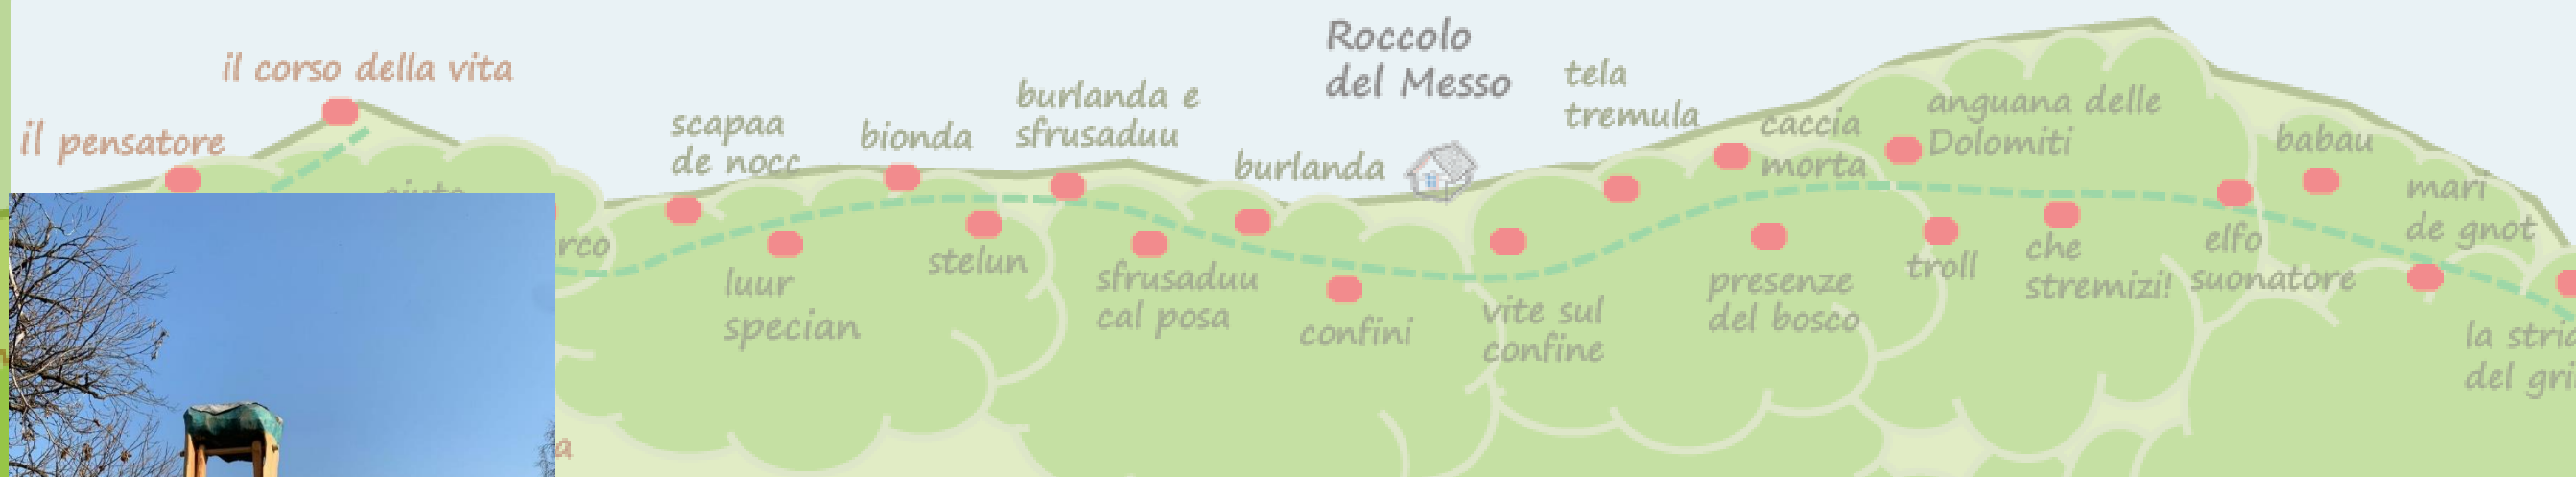 il corso della vita
il pensatore
scapaa
de nocc
bionda
burlanda e
sfrusaduu
burlanda
Roccolo
del Messo
tela
tremula
caccia
morta
anguana delle
Dolomiti
babau
mari
de gnot
luur
specian
stelun
sfrusaduu
cal posa
confini
vite sul
confine
presenze
del bosco
troll
che
stremizi!
elfo
suonatore